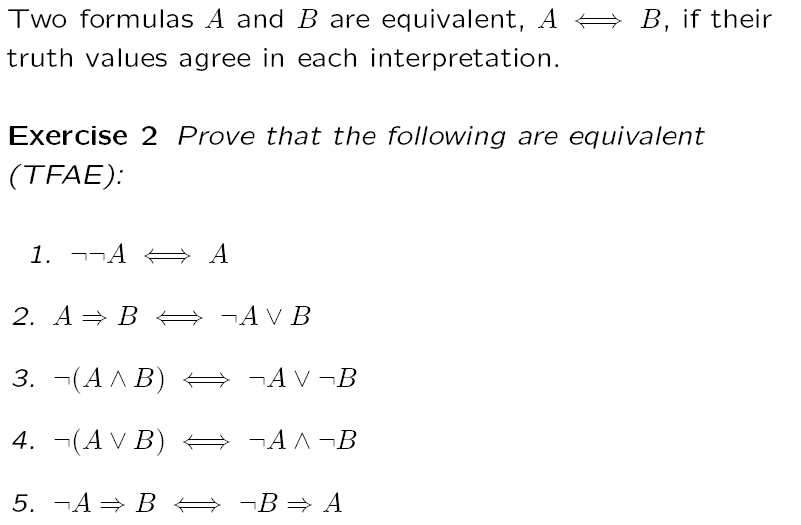 Two formulas A and B are equivalent, A ⟺ B, if their
truth values agree in each interpretation.
Exercise 2 Prove that the following are equivalent
(TFAE):
1. ¬¬A ⟺ A
2. A ⇒ B ⟺ ¬A ∨ B
3. ¬(A ∧ B) ⟺ ¬A ∨ ¬B
4. ¬(A ∨ B) ⟺ ¬A ∧ ¬B
5. ¬A ⇒ B ⟺ ¬B ⇒ A